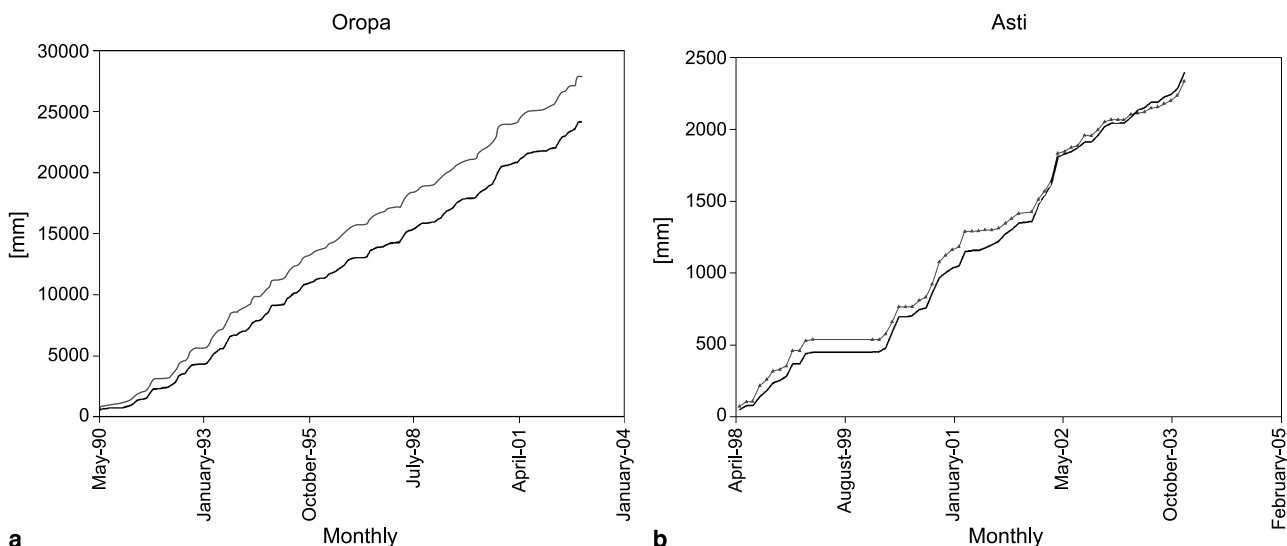 Oropa
30000
25000
20000
15000
10000
5000
0
[mm]
May-90
January-93
October-95
July-98
April-01
January-04
Monthly
a
Asti
2500
2000
1500
1000
500
0
[mm]
April-98
August-99
January-01
May-02
October-03
February-05
Monthly
b